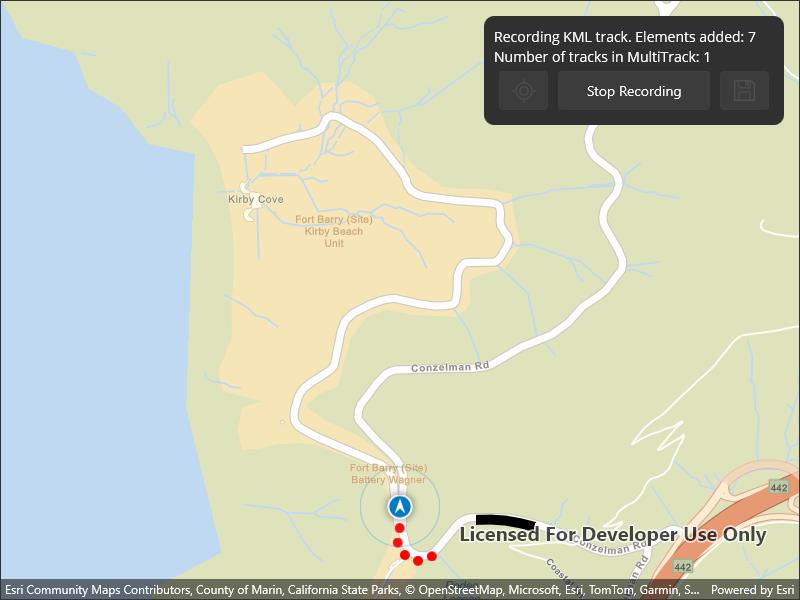 Recording KML track. Elements added: 7
Number of tracks in MultiTrack: 1
Stop Recording
Kirby Cove
Fort Barry (Site)
Kirby Beach
Unit
Conzelman Rd
Fort Barry (Site)
Battery Wagner
442
Licensed For Developer Use Only
Conzelman Rd
442
Esri Community Maps Contributors, County of Marin, California State Parks, © OpenStreetMap, Microsoft, Esri, TomTom, Garmin, S... Powered by Esri